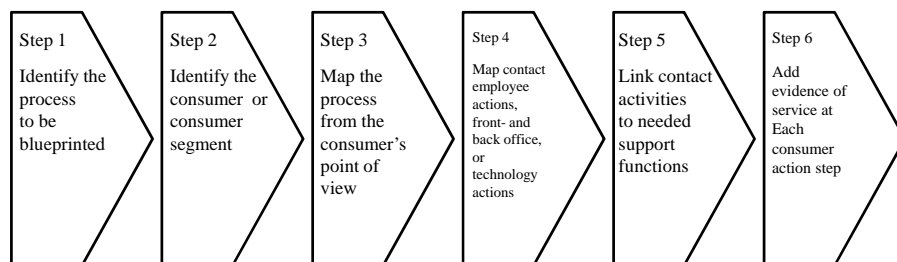 Step 1
Identify the
process
to be
blueprinted
Step 2
Identify the
consumer or
consumer
segment
Step 3
Map the
process
from the
consumer's
point of
view
Step 4
Map contact
employee
actions,
front- and
back office,
or
technology
actions
Step 5
Link contact
activities
to needed
support
functions
Step 6
Add
evidence of
service at
Each
consumer
action step